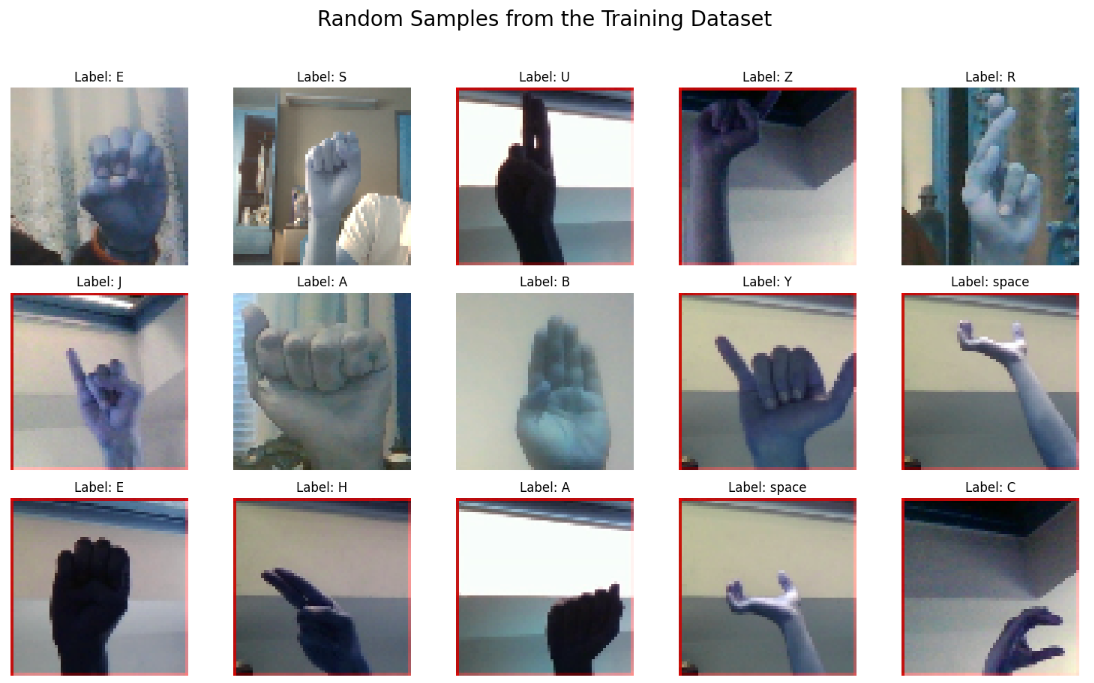 Random Samples from the Training Dataset
Label: E
Label: S
Label: U
Label: Z
Label: R
Label: J
Label: A
Label: B
Label: Y
Label: space
Label: E
Label: H
Label: A
Label: space
Label: C